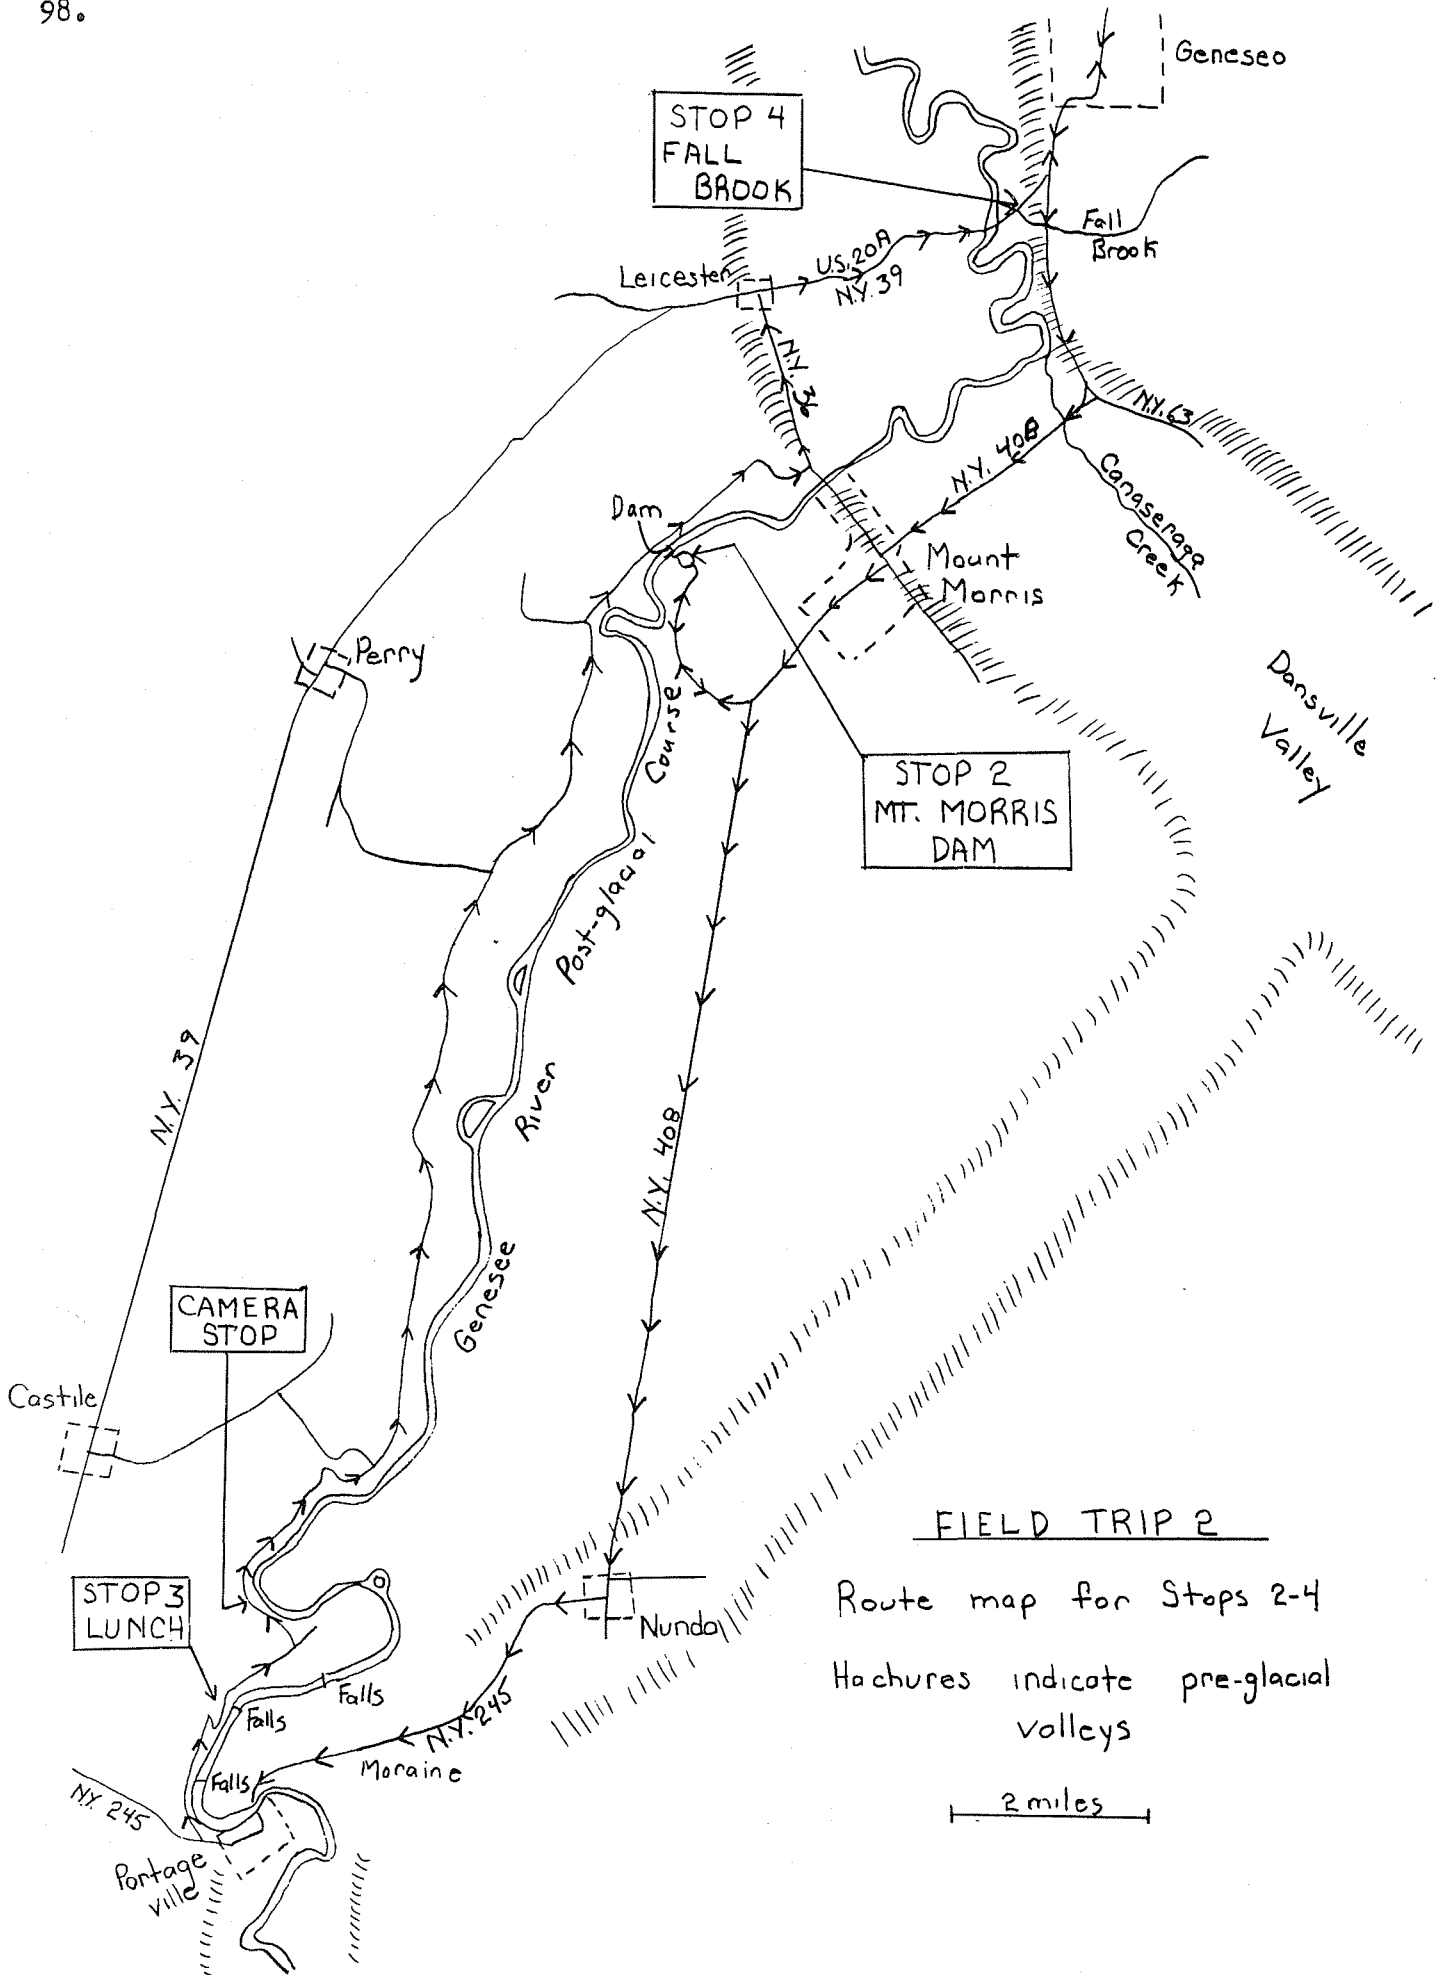 98.
Geneseo
STOP 4
FALL
BROOK
Fall
Brook
Leicester
U.S. 20A
N.Y. 39
N.Y. 36
N.Y. 63
N.Y. 408
Canaseraga
Creek
Dam
Mount
Morris
Perry
Dansville
Valley
STOP 2
MT. MORRIS
DAM
Genesee River Post-glacial Course
N.Y. 39
N.Y. 408
CAMERA
STOP
Castile
FIELD TRIP 2
STOP 3
LUNCH
Route map for Stops 2-4
Nunda
Hachures indicate pre-glacial
valleys
Falls
Falls
Falls
N.Y. 245
Moraine
2 miles
N.Y. 245
Portage
ville